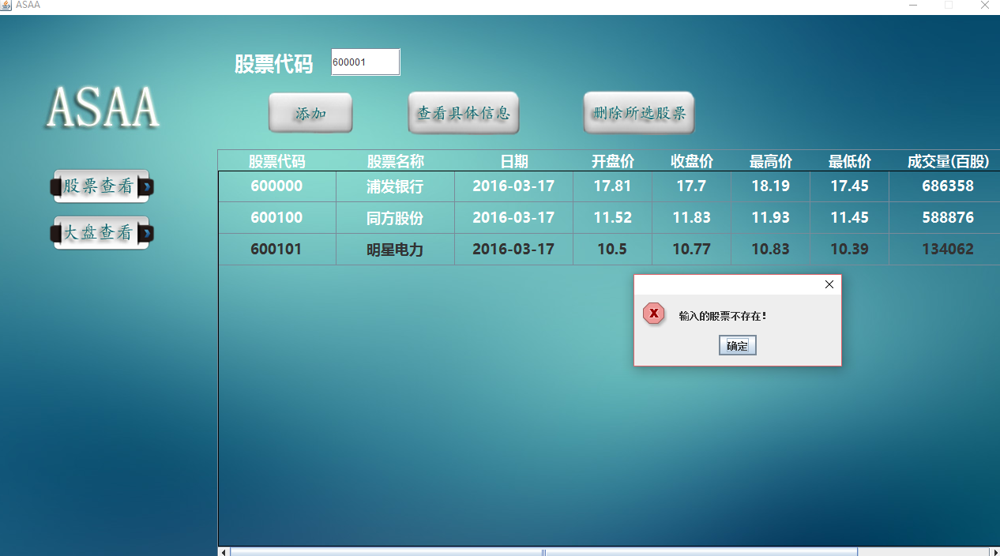 ASAA
股票代码 600001
ASAA
添加 查看具体信息 删除所选股票
股票查看
大盘查看
股票代码 股票名称 日期 开盘价 收盘价 最高价 最低价 成交量(百股)
600000 浦发银行 2016-03-17 17.81 17.7 18.19 17.45 686358
600100 同方股份 2016-03-17 11.52 11.83 11.93 11.45 588876
600101 明星电力 2016-03-17 10.5 10.77 10.83 10.39 134062
输入的股票不存在!
确定